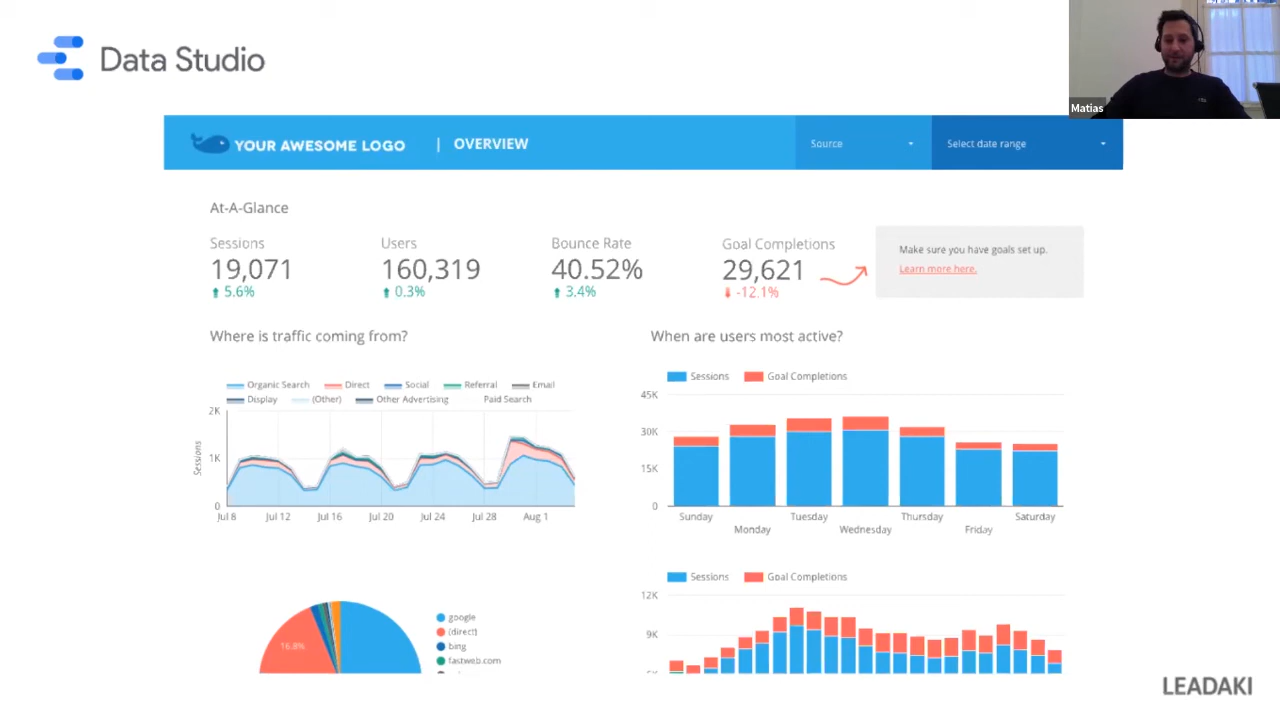 Data Studio
Matias
YOUR AWESOME LOGO | OVERVIEW
Source
Select date range
At-A-Glance
Sessions
19,071
5.6%
Users
160,319
0.3%
Bounce Rate
40.52%
3.4%
Goal Completions
29,621
-12.1%
Make sure you have goals set up.
Learn more here.
Where is traffic coming from?
Organic Search Direct Social Referral Email
Display (Other) Other Advertising Paid Search
2K
1K
0
Sessions
Jul 8 Jul 12 Jul 16 Jul 20 Jul 24 Jul 28 Aug 1
When are users most active?
Sessions Goal Completions
45K
30K
15K
0
Sunday Monday Tuesday Wednesday Thursday Friday Saturday
16.8%
google
(direct)
bing
fastweb.com
Sessions Goal Completions
12K
9K
LEADAKI